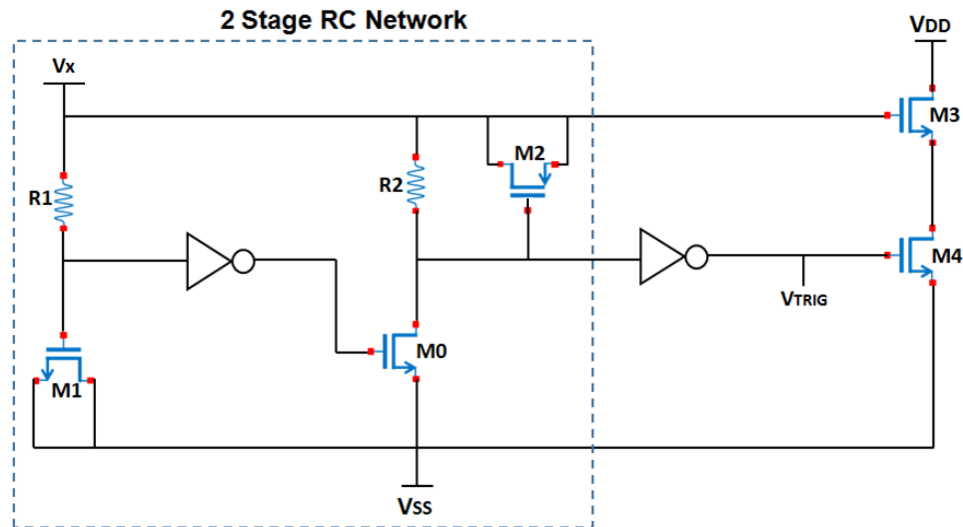 2 Stage RC Network
VDD
Vx
M3
M2
R2
R1
M4
VTRIG
M0
M1
VSS